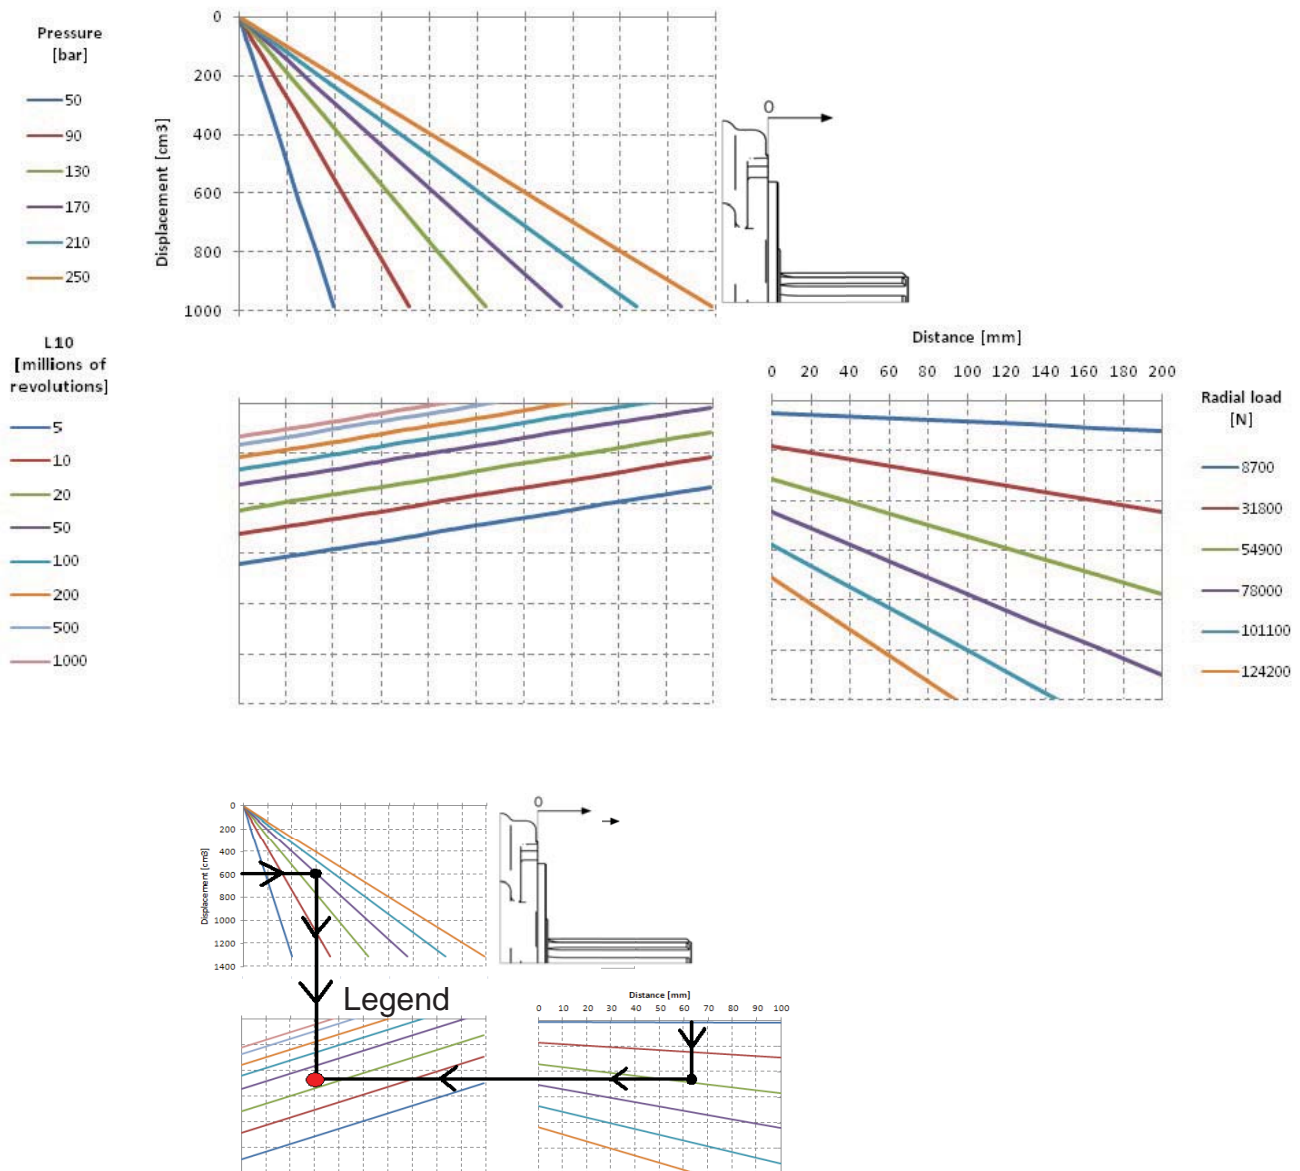 Pressure
[bar]
50
90
130
170
210
250
Displacement [cm3]
0
200
400
600
800
1000
0
L10
[millions of
revolutions]
5
10
20
50
100
200
500
1000
Distance [mm]
0 20 40 60 80 100 120 140 160 180 200
Radial load
[N]
8700
31800
54900
78000
101100
124200
Displacement [cm3]
0
200
400
600
800
1000
1200
1400
0
Legend
Distance [mm]
0 10 20 30 40 50 60 70 80 90 100